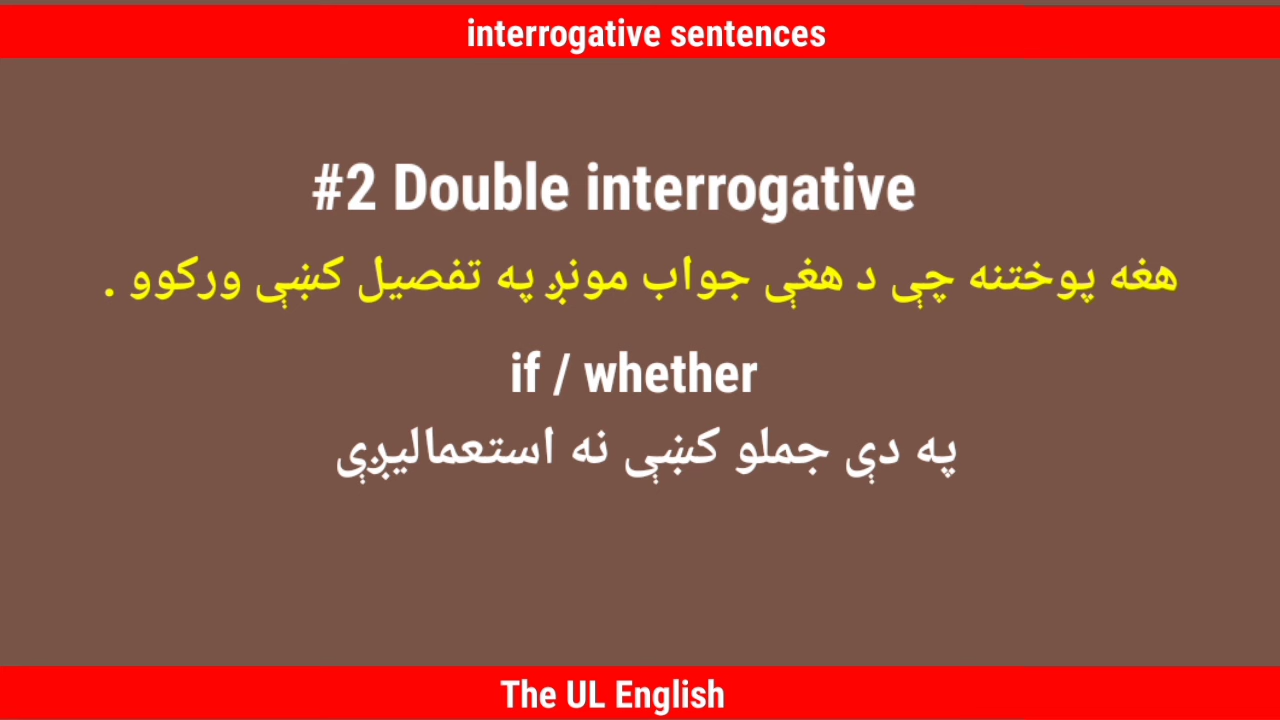 interrogative sentences
#2 Double interrogative
هغه پوختنه چې د هغې جواب مونږ په تفصیل کښې ورکوو .
if / whether
په دې جملو کښې نه استعمالیږې
The UL English